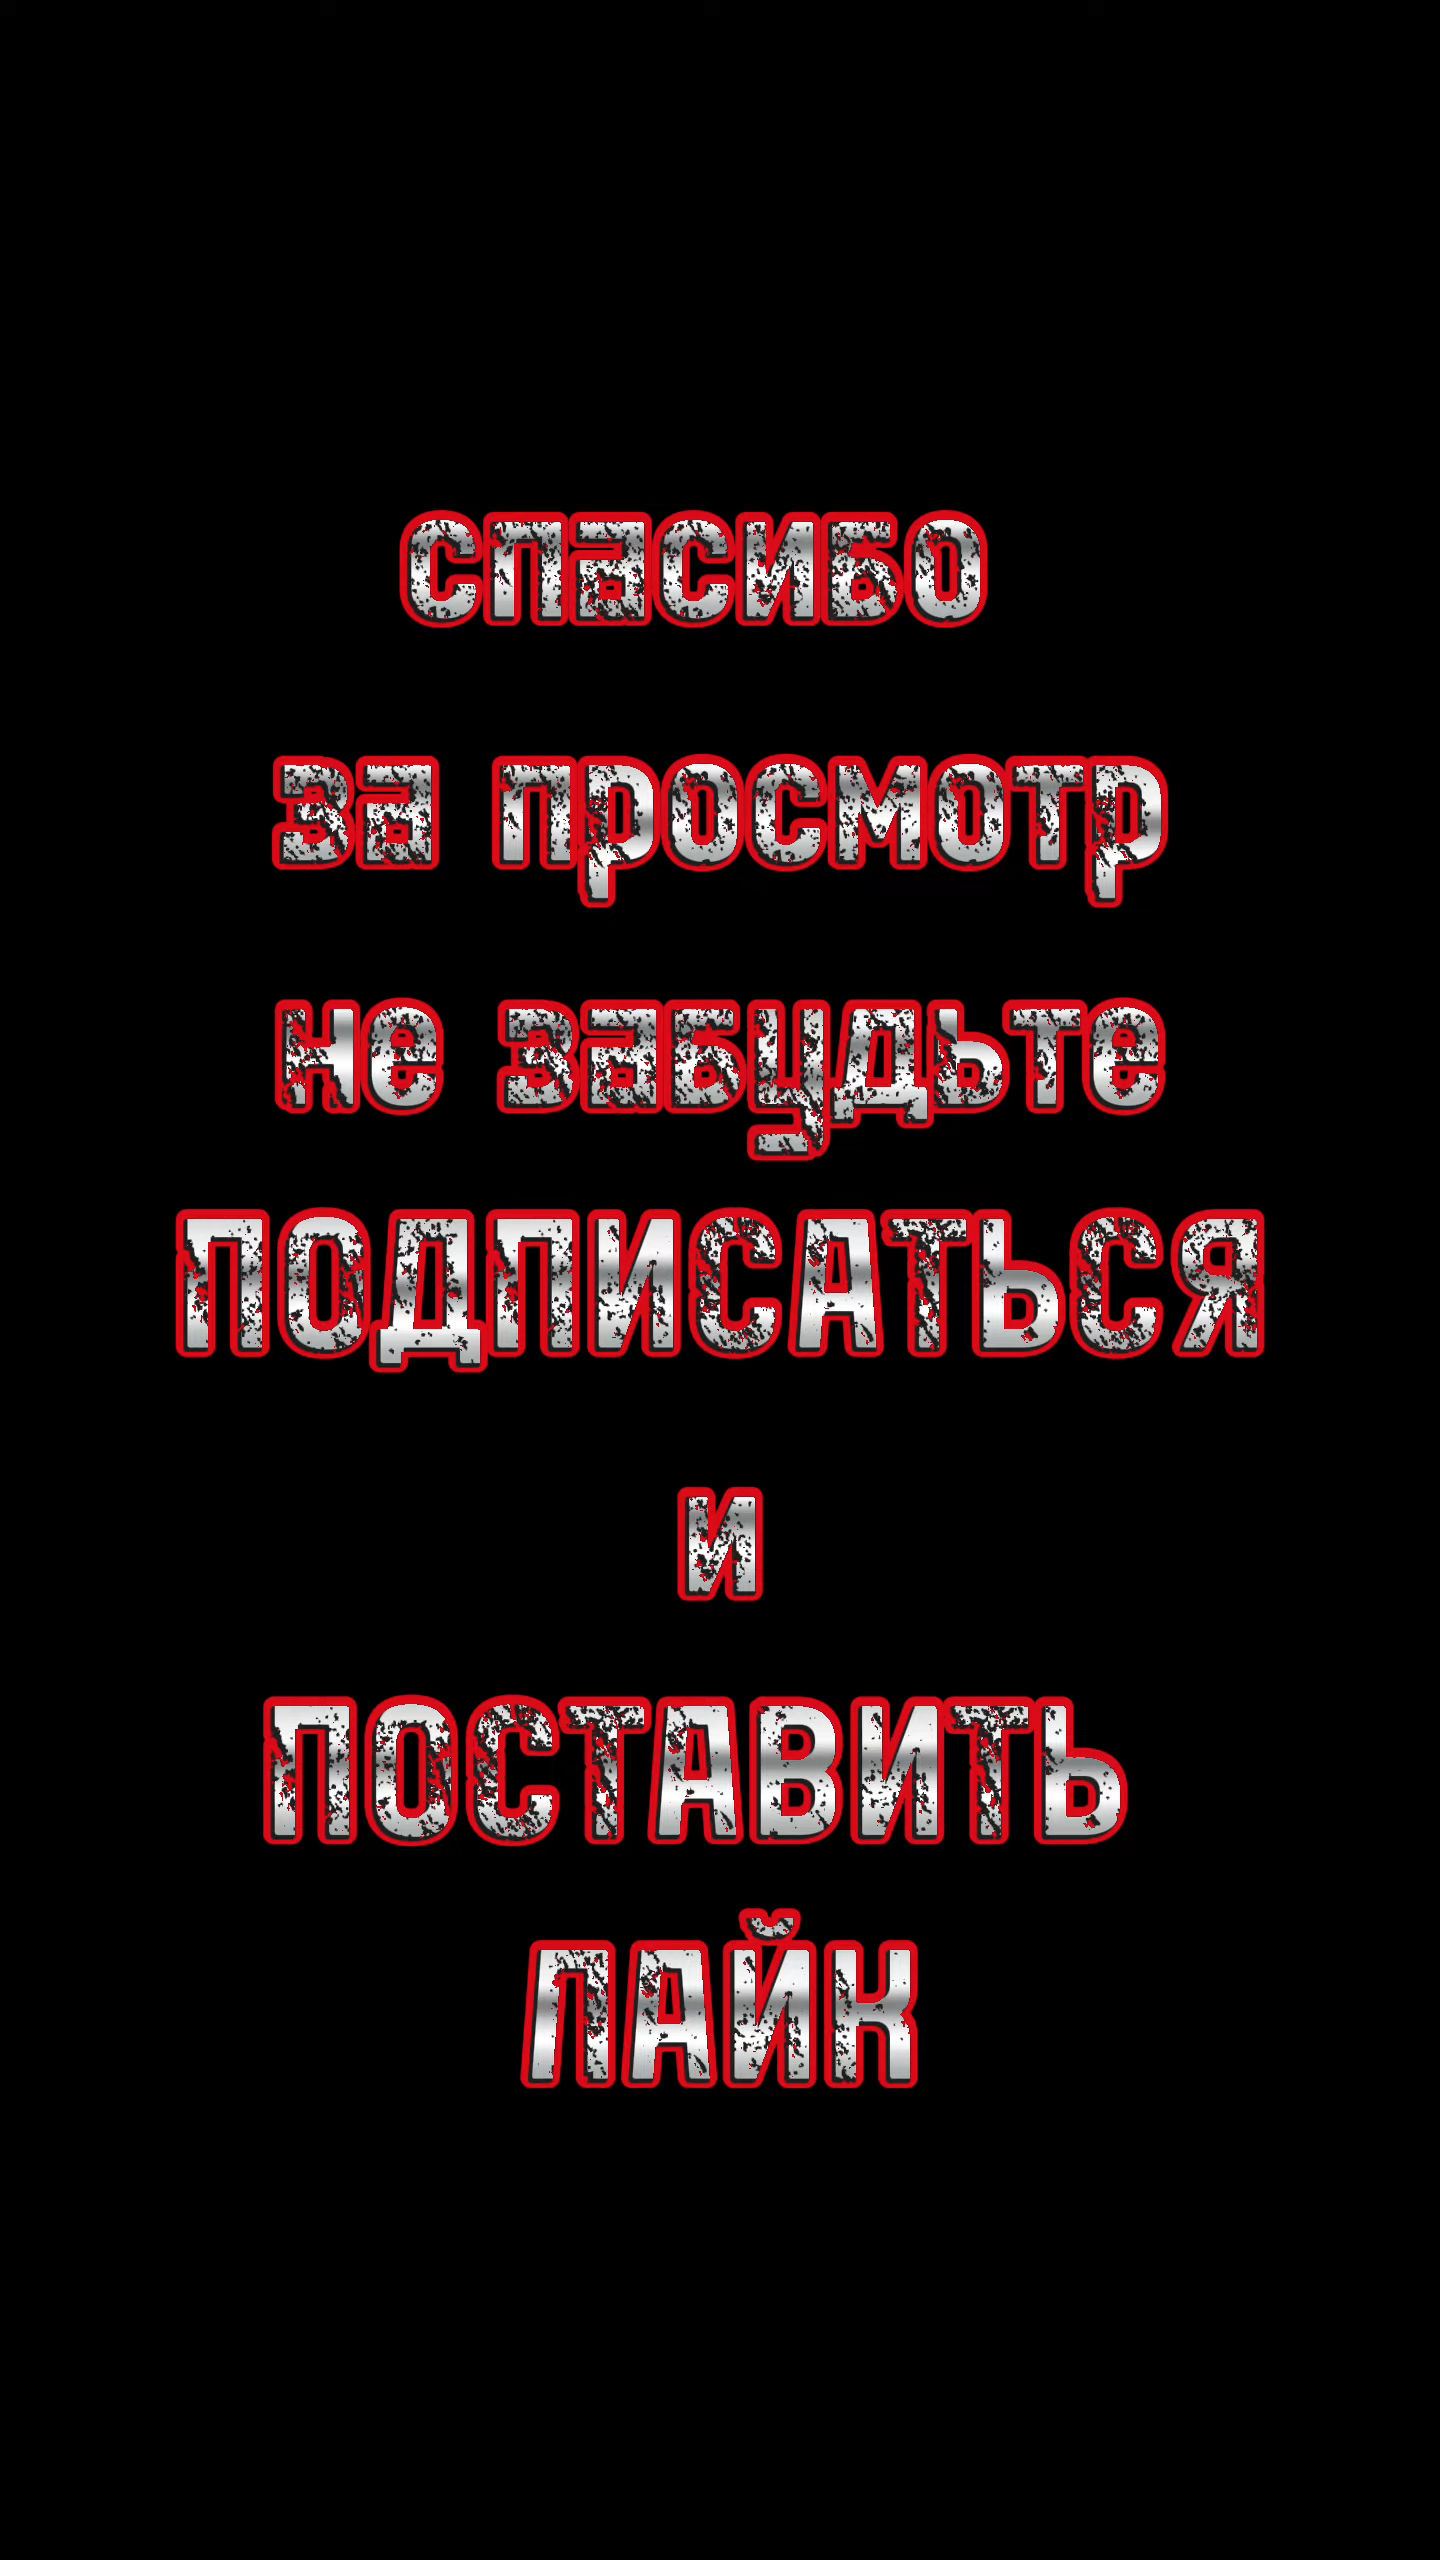 спасибо
за просмотр
не забудьте
ПОДПИСАТЬСЯ
и
ПОСТАВИТЬ
ЛАЙК